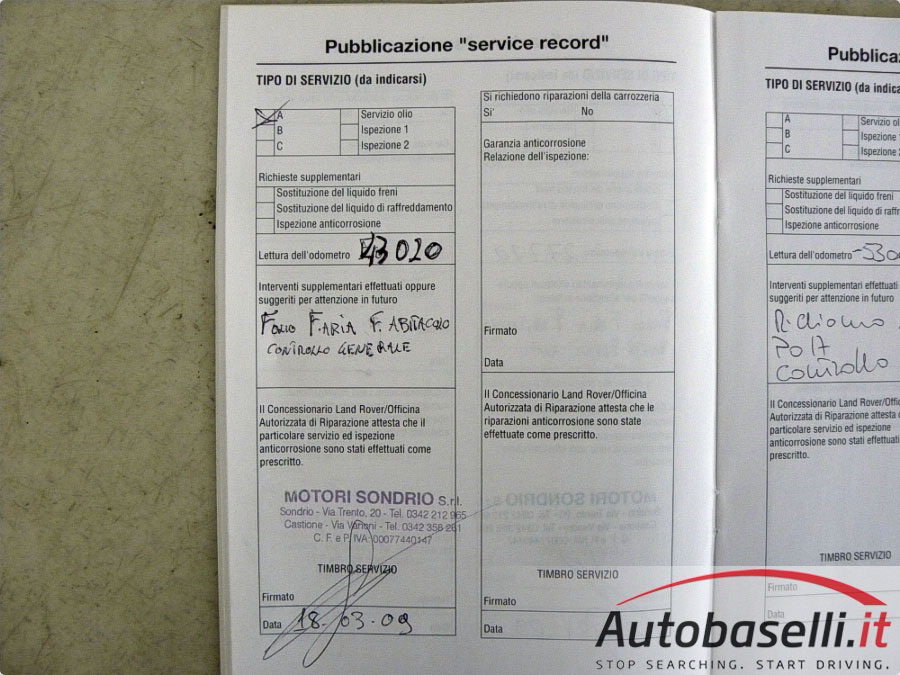 Pubblicazione "service record"
TIPO DI SERVIZIO (da indicarsi)
A Servizio olio
B Ispezione 1
C Ispezione 2
Richieste supplementari
Sostituzione del liquido freni
Sostituzione del liquido di raffreddamento
Ispezione anticorrosione
Lettura dell'odometro 43020
Interventi supplementari effettuati oppure
suggeriti per attenzione in futuro
F. ARIA F. ABITACOLO
CONTROLLO GENERALE
Il Concessionario Land Rover/Officina
Autorizzata di Riparazione attesta che il
particolare servizio ed ispezione
anticorrosione sono stati effettuati come
prescritto.
MOTORI SONDRIO S.r.l.
Sondrio - Via Trento, 20 - Tel. 0342 212 965
Castione - Via - Tel. 0342 358 261
C. F. e P. IVA: 00077440147
TIMBRO SERVIZIO
Firmato
Data 18-03-09
Si richiedono riparazioni della carrozzeria
Si' No
Garanzia anticorrosione
Relazione dell'ispezione:
Firmato
Data
Il Concessionario Land Rover/Officina
Autorizzata di Riparazione attesta che le
riparazioni anticorrosione sono state
effettuate come prescritto.
TIMBRO SERVIZIO
Firmato
Data
Pubblicaz
TIPO DI SERVIZIO (da indica
A Servizio oli
B Ispezione
C Ispezione
Richieste supplementari
Sostituzione del liquido freni
Sostituzione del liquido di raffr
Ispezione anticorrosione
Lettura dell'odometro
Interventi supplementari effettuati
suggeriti per attenzione in futuro
Controllo
Il Concessionario Land Rover/Officina
Autorizzata di Riparazione attesta
particolare servizio ed ispezione
anticorrosione sono stati effettuati
prescritto.
TIMBRO SERVIZIO
Firmato
Data
Autobaselli.it
STOP SEARCHING. START DRIVING.